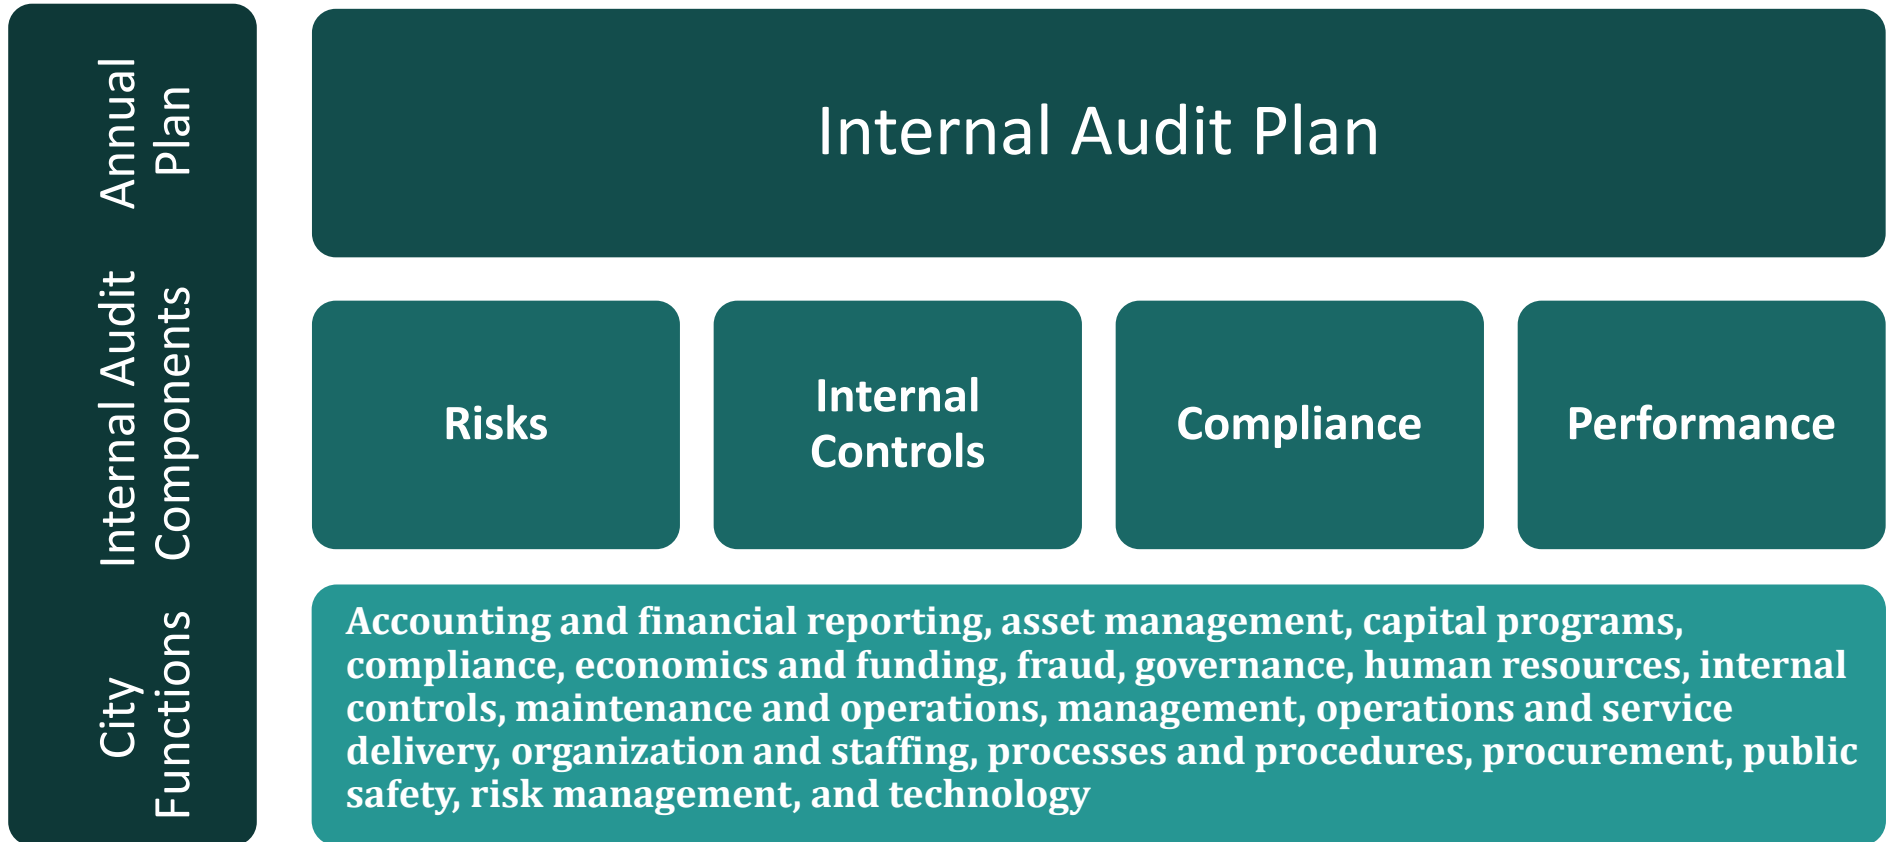 Annual
Plan
Internal Audit Plan
Internal Audit
Components
Risks
Internal
Controls
Compliance
Performance
City
Functions
Accounting and financial reporting, asset management, capital programs,
compliance, economics and funding, fraud, governance, human resources, internal
controls, maintenance and operations, management, operations and service
delivery, organization and staffing, processes and procedures, procurement, public
safety, risk management, and technology